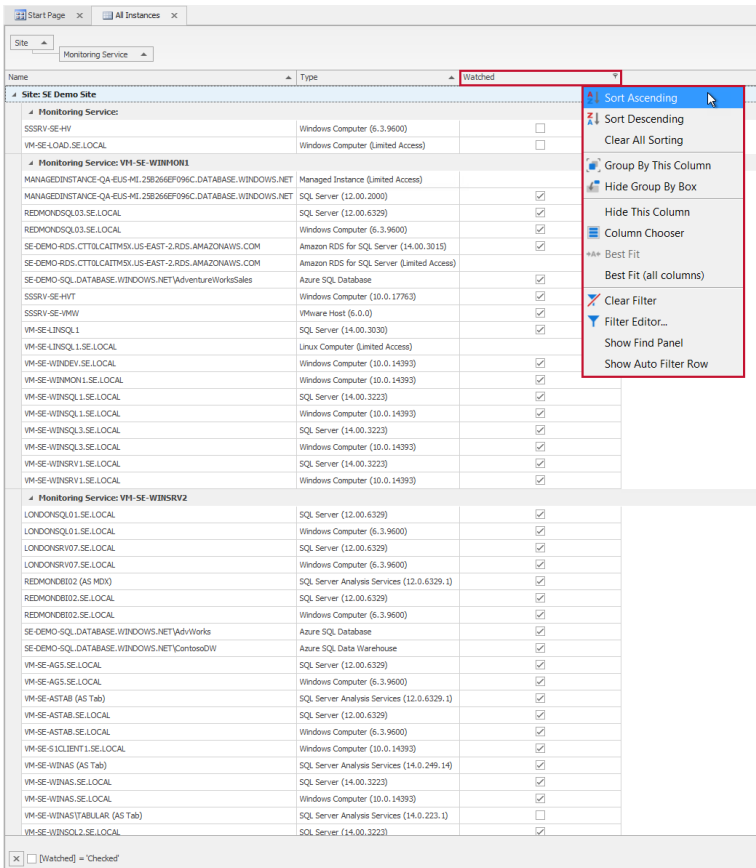 Start Page
All Instances
Site
Monitoring Service
Name Type Watched
Site: SE Demo Site
Monitoring Service:
SSSRV-SE-HV Windows Computer (6.3.9600)
VM-SE-LOAD.SE.LOCAL Windows Computer (Limited Access)
Monitoring Service: VM-SE-WINMON1
MANAGEDINSTANCE-QA-EUS-MI.25B266EF096C.DATABASE.WINDOWS.NET Managed Instance (Limited Access)
MANAGEDINSTANCE-QA-EUS-MI.25B266EF096C.DATABASE.WINDOWS.NET SQL Server (12.00.2000)
REDMONDSQL03.SE.LOCAL SQL Server (12.00.6329)
REDMONDSQL03.SE.LOCAL Windows Computer (6.3.9600)
SE-DEMO-RDS.CTT0LCAITM5X.US-EAST-2.RDS.AMAZONAWS.COM Amazon RDS for SQL Server (14.00.3015)
SE-DEMO-RDS.CTT0LCAITM5X.US-EAST-2.RDS.AMAZONAWS.COM Amazon RDS for SQL Server (Limited Access)
SE-DEMO-SQL.DATABASE.WINDOWS.NET\AdventureWorksSales Azure SQL Database
SSSRV-SE-HVT Windows Computer (10.0.17763)
SSSRV-SE-VMW VMware Host (6.0.0)
VM-SE-LINSQL1 SQL Server (14.00.3030)
VM-SE-LINSQL1.SE.LOCAL Linux Computer (Limited Access)
VM-SE-WINDEV.SE.LOCAL Windows Computer (10.0.14393)
VM-SE-WINMON1.SE.LOCAL Windows Computer (10.0.14393)
VM-SE-WINSQL1.SE.LOCAL SQL Server (14.00.3223)
VM-SE-WINSQL1.SE.LOCAL Windows Computer (10.0.14393)
VM-SE-WINSQL3.SE.LOCAL SQL Server (14.00.3223)
VM-SE-WINSQL3.SE.LOCAL Windows Computer (10.0.14393)
VM-SE-WINSRV1.SE.LOCAL SQL Server (14.00.3223)
VM-SE-WINSRV1.SE.LOCAL Windows Computer (10.0.14393)
Monitoring Service: VM-SE-WINSRV2
LONDONSQL01.SE.LOCAL SQL Server (12.00.6329)
LONDONSQL01.SE.LOCAL Windows Computer (6.3.9600)
LONDONSRV07.SE.LOCAL SQL Server (12.00.6329)
LONDONSRV07.SE.LOCAL Windows Computer (6.3.9600)
REDMONDBI02 (AS MDX) SQL Server Analysis Services (12.0.6329.1)
REDMONDBI02.SE.LOCAL SQL Server (12.00.6329)
REDMONDBI02.SE.LOCAL Windows Computer (6.3.9600)
SE-DEMO-SQL.DATABASE.WINDOWS.NET\AdvWorks Azure SQL Database
SE-DEMO-SQL.DATABASE.WINDOWS.NET\ContosoDW Azure SQL Data Warehouse
VM-SE-AG5.SE.LOCAL SQL Server (12.00.6329)
VM-SE-AG5.SE.LOCAL Windows Computer (6.3.9600)
VM-SE-ASTAB (AS Tab) SQL Server Analysis Services (12.0.6329.1)
VM-SE-ASTAB.SE.LOCAL SQL Server (12.00.6329)
VM-SE-ASTAB.SE.LOCAL Windows Computer (6.3.9600)
VM-SE-S1CLIENT1.SE.LOCAL Windows Computer (10.0.14393)
VM-SE-WINAS (AS Tab) SQL Server Analysis Services (14.0.249.14)
VM-SE-WINAS.SE.LOCAL SQL Server (14.00.3223)
VM-SE-WINAS.SE.LOCAL Windows Computer (10.0.14393)
VM-SE-WINAS\TABULAR (AS Tab) SQL Server Analysis Services (14.0.223.1)
VM-SE-WINSQL2.SE.LOCAL SQL Server (14.00.3223)
Sort Ascending
Sort Descending
Clear All Sorting
Group By This Column
Hide Group By Box
Hide This Column
Column Chooser
Best Fit
Best Fit (all columns)
Clear Filter
Filter Editor...
Show Find Panel
Show Auto Filter Row
[Watched] = 'Checked'